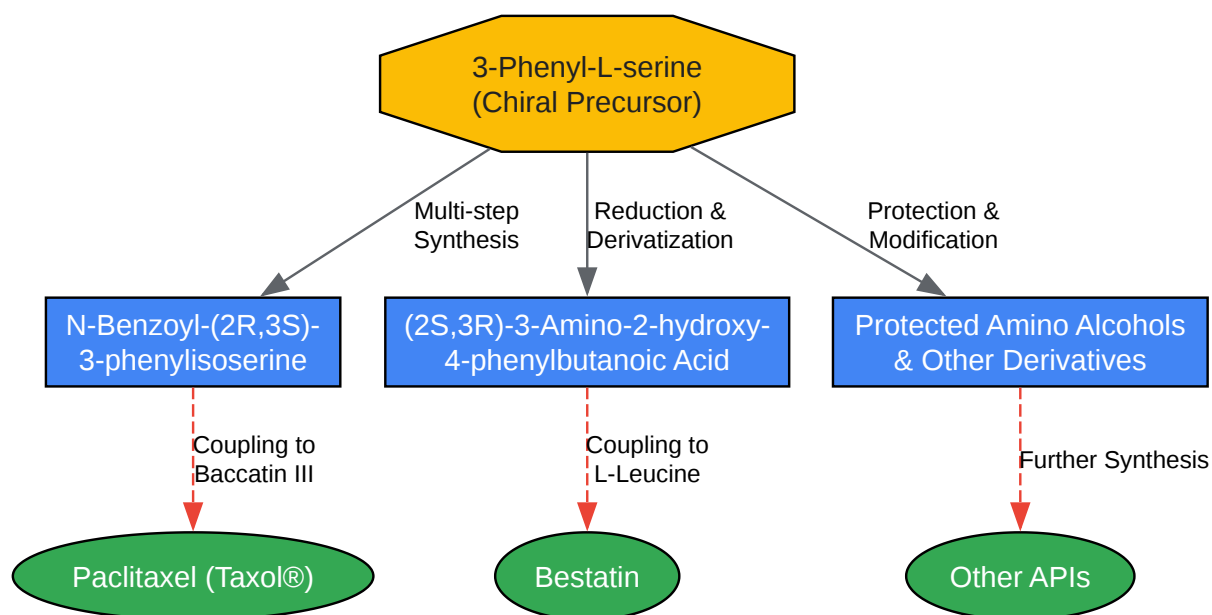 3-Phenyl-L-serine
(Chiral Precursor)
Multi-step
Synthesis
Reduction &
Derivatization
Protection &
Modification
N-Benzoyl-(2R,3S)-
3-phenylisoserine
(2S,3R)-3-Amino-2-hydroxy-
4-phenylbutanoic Acid
Protected Amino Alcohols
& Other Derivatives
Coupling to
Baccatin III
Coupling to
L-Leucine
Further Synthesis
Paclitaxel (Taxol®)
Bestatin
Other APIs